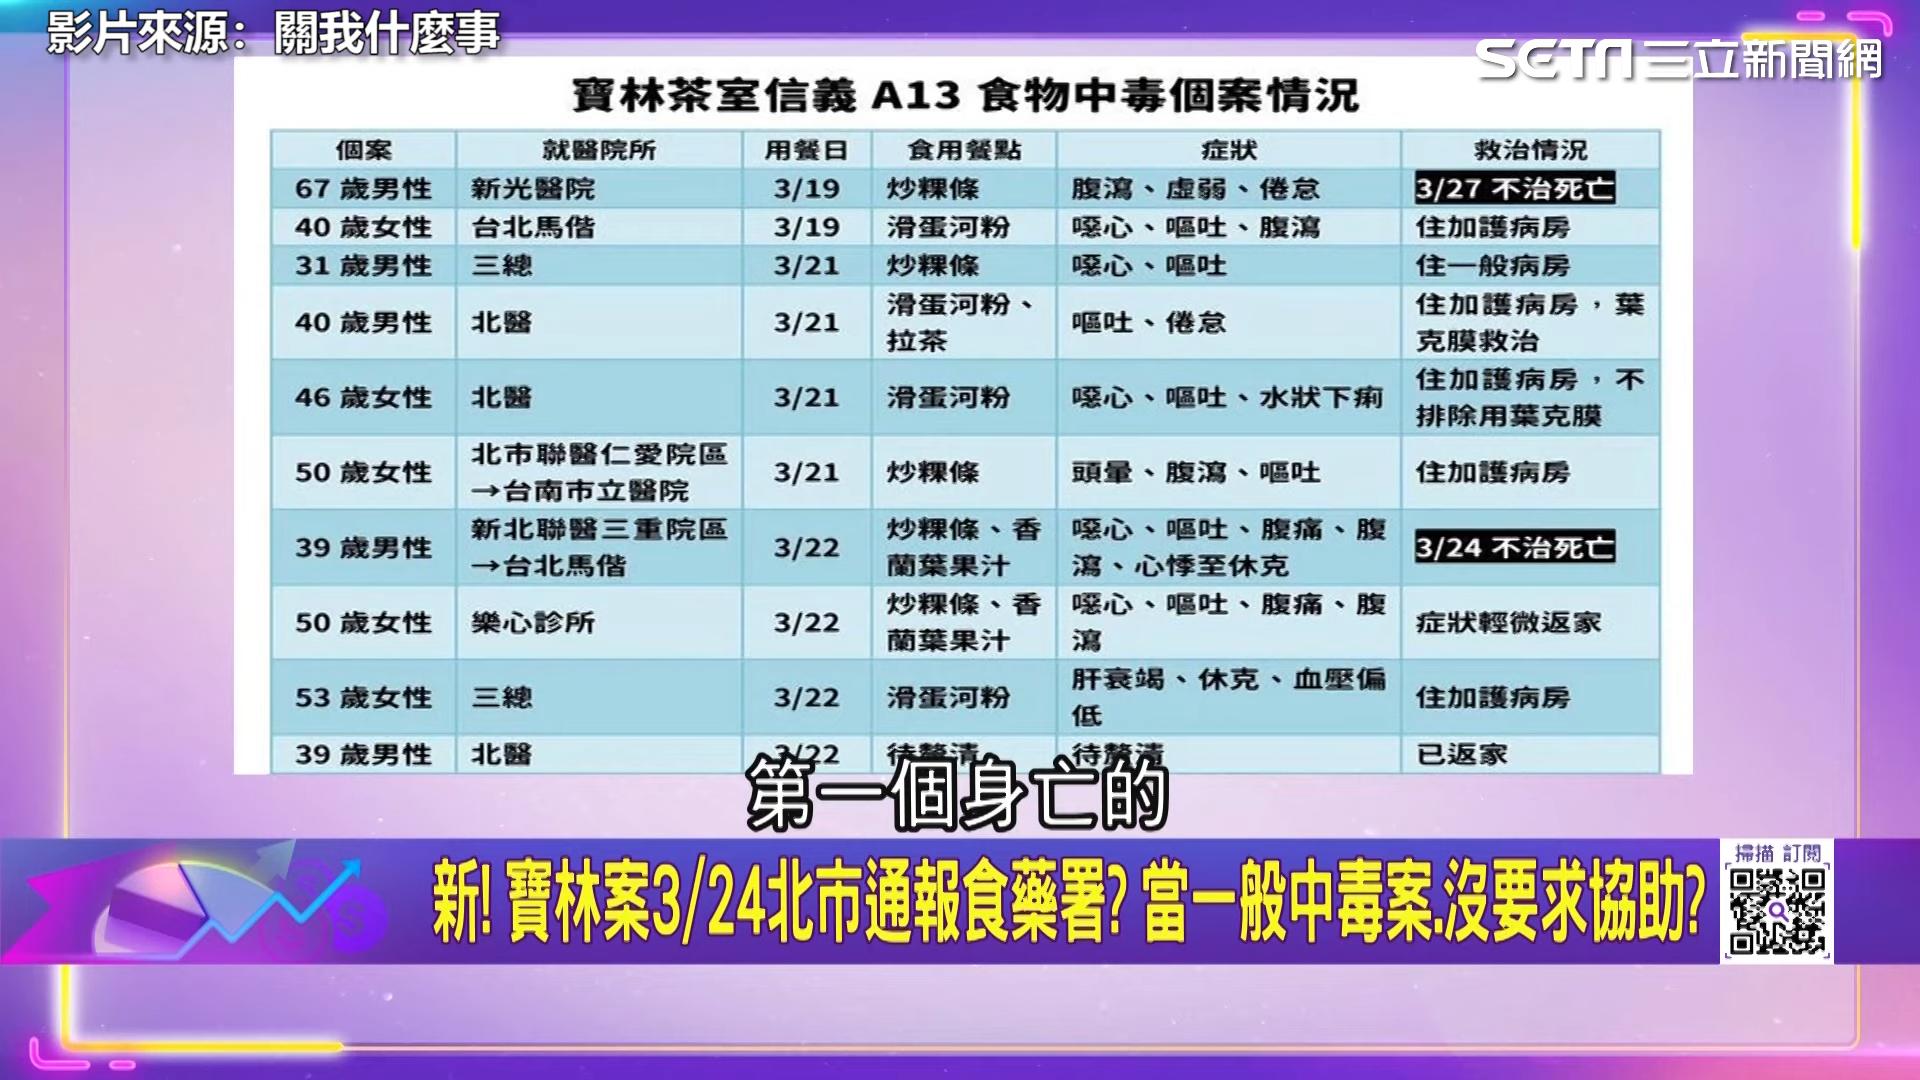 影片來源：關我什麼事
SETN三立新聞網
寶林茶室信義 A13 食物中毒個案情況
個案 就醫院所 用餐日 食用餐點 症狀 救治情況
67 歲男性 新光醫院 3/19 炒粿條 腹瀉、虛弱、倦怠 3/27 不治死亡
40 歲女性 台北馬偕 3/19 滑蛋河粉 噁心、嘔吐、腹瀉 住加護病房
31 歲男性 三總 3/21 炒粿條 噁心、嘔吐 住一般病房
40 歲男性 北醫 3/21 滑蛋河粉、
拉茶 嘔吐、倦怠 住加護病房，葉
克膜救治
46 歲女性 北醫 3/21 滑蛋河粉 噁心、嘔吐、水狀下痢 住加護病房，不
排除用葉克膜
50 歲女性 北市聯醫仁愛院區
→台南市立醫院 3/21 炒粿條 頭暈、腹瀉、嘔吐 住加護病房
39 歲男性 新北聯醫三重院區
→台北馬偕 3/22 炒粿條、香
蘭葉果汁 噁心、嘔吐、腹痛、腹
瀉、心悸至休克 3/24 不治死亡
50 歲女性 樂心診所 3/22 炒粿條、香
蘭葉果汁 噁心、嘔吐、腹痛、腹
瀉 症狀輕微返家
53 歲女性 三總 3/22 滑蛋河粉 肝衰竭、休克、血壓偏
低 住加護病房
39 歲男性 北醫 3/22 待釐清 待釐清 已返家
第一個身亡的
新! 寶林案3/24北市通報食藥署? 當一般中毒案.沒要求協助?
掃描 訂閱